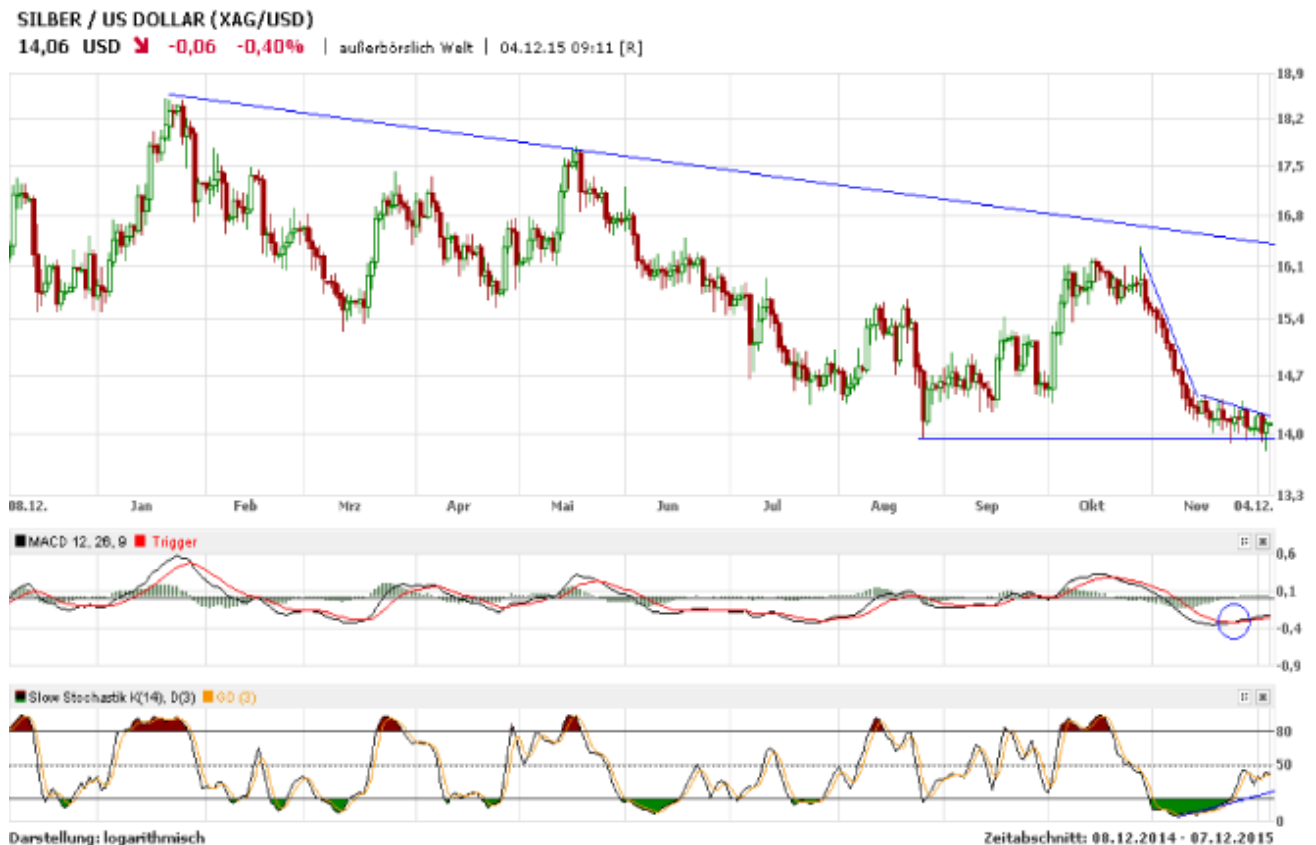 SILBER / US DOLLAR (XAG/USD)
14,06 USD -0,06 -0,40% | außerbörslich Welt | 04.12.15 09:11 [R]
18,9
18,2
17,5
16,8
16,1
15,4
14,7
14,0
13,3
08.12. Jan Feb Mrz Apr Mai Jun Jul Aug Sep Okt Nov 04.12.
MACD 12, 26, 9 Trigger
0,6
0,1
-0,4
-0,9
Slow Stochastik K(14), D(3) GD (3)
80
50
0
Darstellung: logarithmisch Zeitabschnitt: 08.12.2014 - 07.12.2015